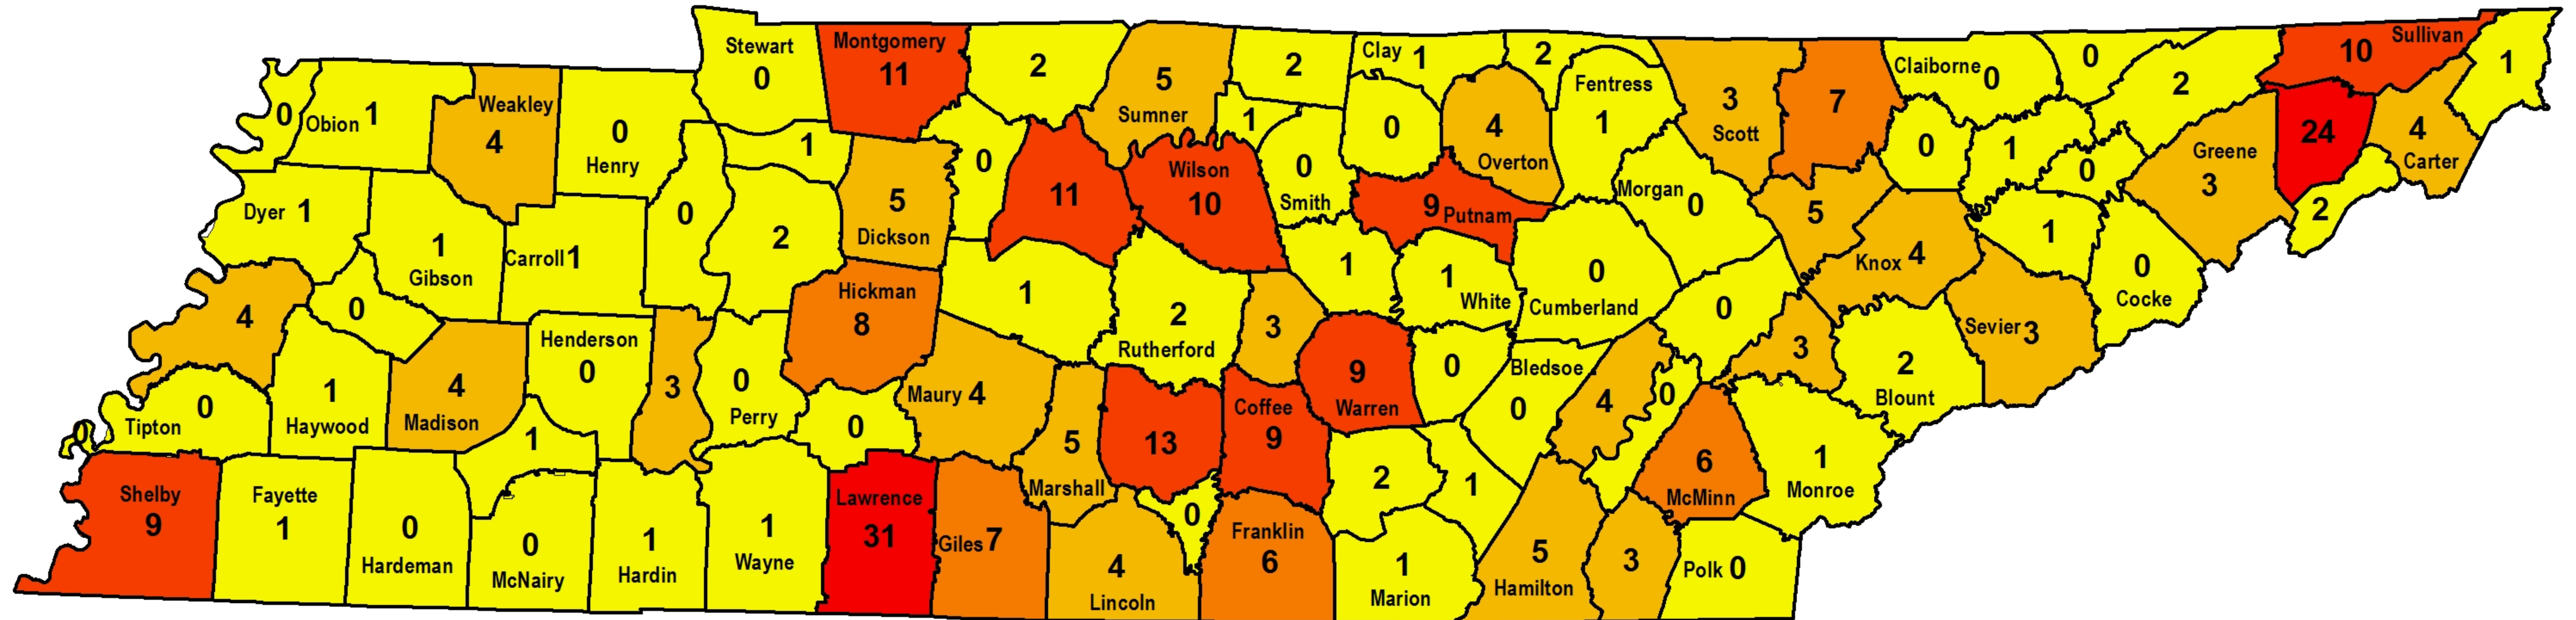 Stewart
0
Montgomery
11
2
5
Sumner
2
Clay 1
2
Fentress
1
3
Scott
7
Claiborne 0
0
2
10 Sullivan
1
0
Obion 1
Weakley
4
0
Henry
1
0
1
0
4
Overton
0
1
0
Greene
3
24
4
Carter
Dyer 1
1
Gibson
Carroll 1
0
2
5
Dickson
11
Wilson
10
0
Smith
9 Putnam
Morgan 0
5
Knox 4
1
0
Cocke
2
4
0
Hickman
8
1
2
Rutherford
3
1
1
White
0
Cumberland
0
3
2
Blount
Sevier 3
0
Tipton
0
1
Haywood
4
Madison
Henderson
0
1
3
0
Perry
0
Maury 4
5
Marshall
13
Coffee
9
9
Warren
0
Bledsoe
0
4
0
6
McMinn
1
Monroe
Shelby
9
Fayette
1
0
Hardeman
0
McNairy
1
Hardin
1
Wayne
Lawrence
31
Giles 7
4
Lincoln
0
Franklin
6
2
1
1
Marion
5
Hamilton
3
Polk 0